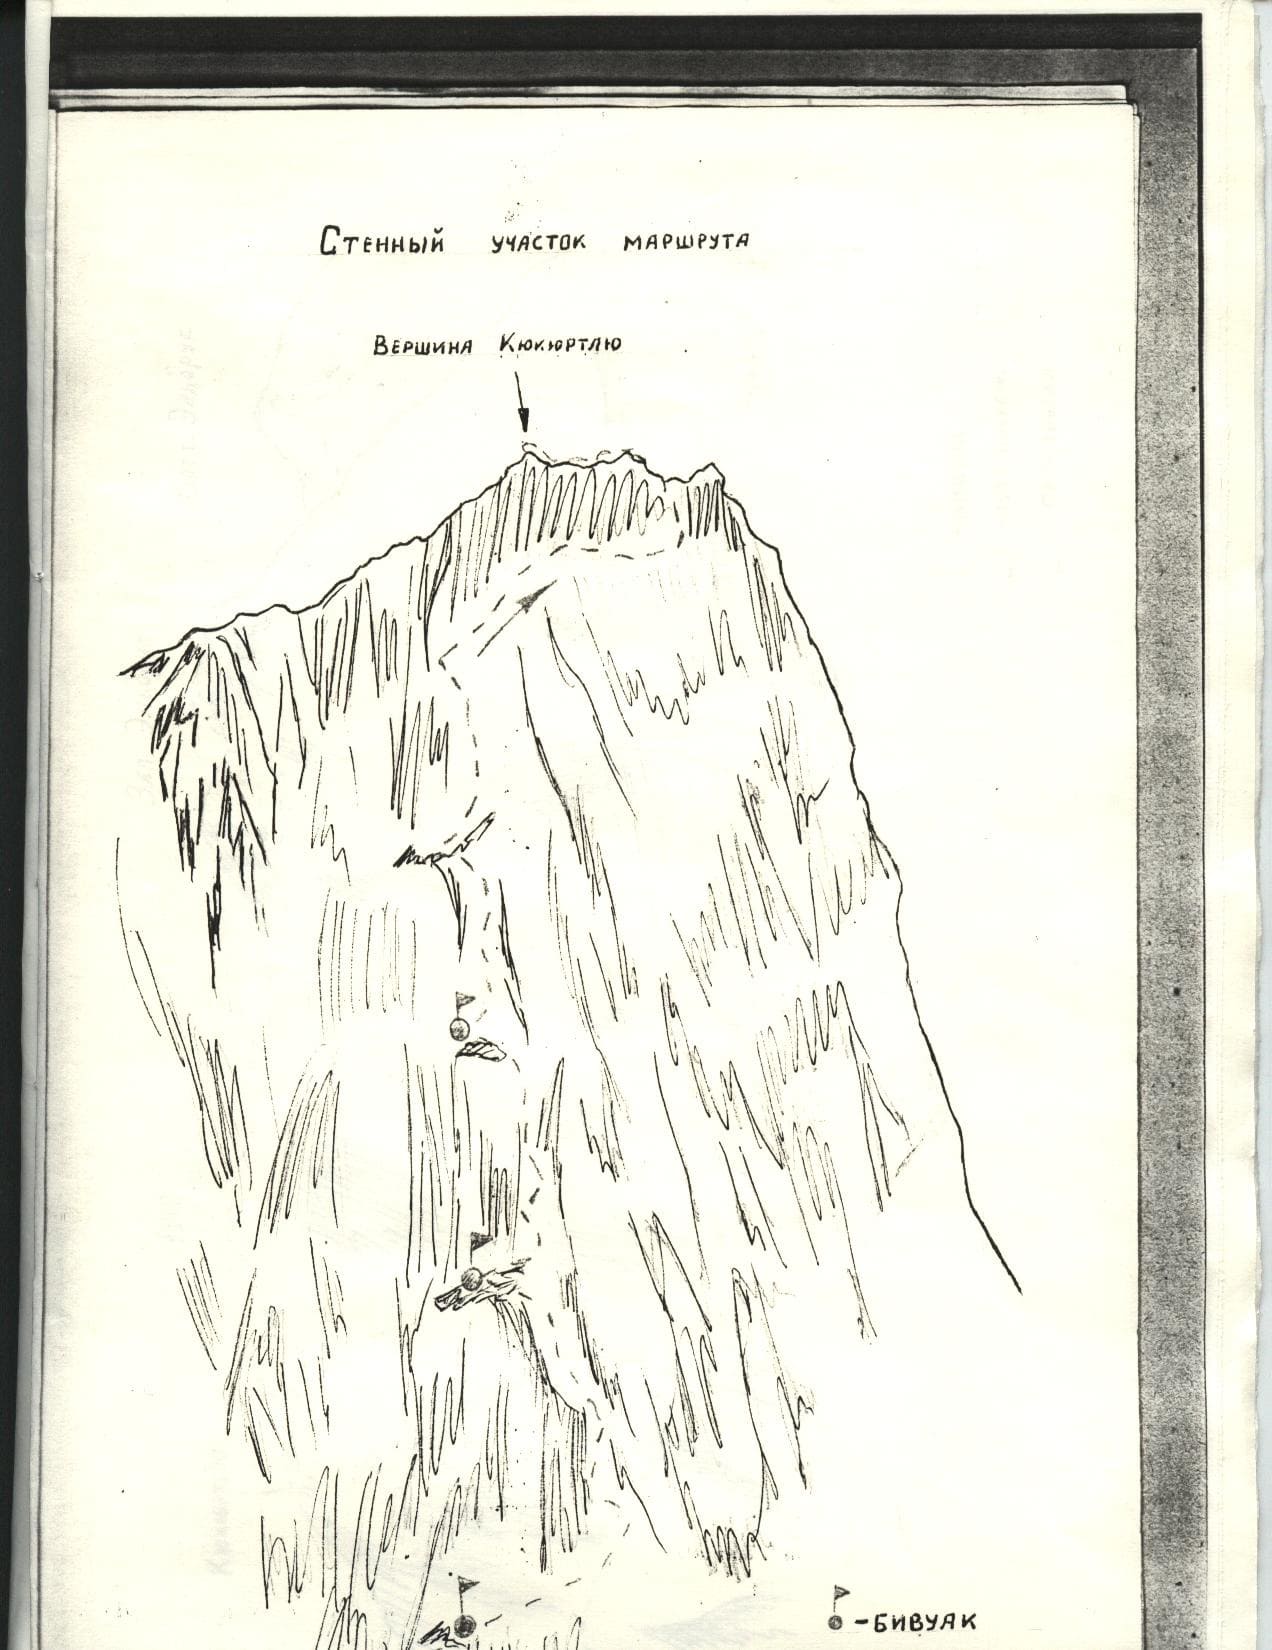 Стенный участок маршрута
Вершина Кюкюртлю
-бивуак